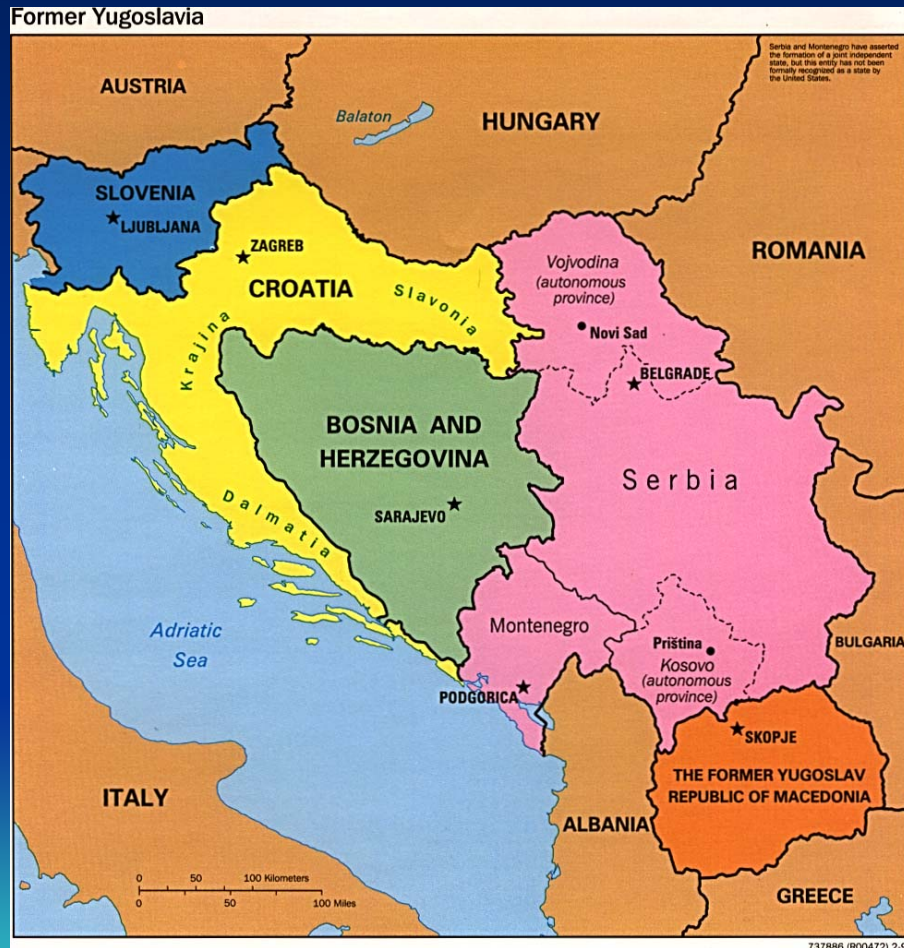 Former Yugoslavia
Serbia and Montenegro have asserted
the formation of a joint independent
state, but this entity has not been
formally recognized as a state by
the United States.
AUSTRIA
Balaton
HUNGARY
SLOVENIA
LJUBLJANA
ZAGREB
ROMANIA
Vojvodina
(autonomous
province)
CROATIA
Slavonia
Krajina
Novi Sad
BELGRADE
BOSNIA AND
HERZEGOVINA
Serbia
SARAJEVO
Dalmatia
Adriatic
Sea
Montenegro
Priština
Kosovo
(autonomous
province)
BULGARIA
PODGORICA
SKOPJE
THE FORMER YUGOSLAV
REPUBLIC OF MACEDONIA
ITALY
ALBANIA
0 50 100 Kilometers
0 50 100 Miles
GREECE
737886 (R00472)